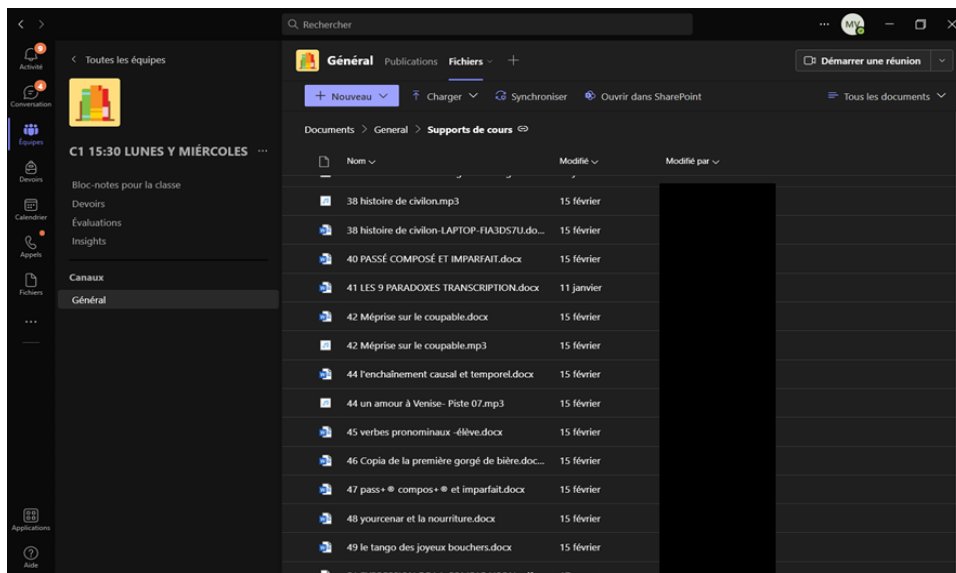 Rechercher
MV
9
Activité
Toutes les équipes
Général Publications Fichiers
Démarrer une réunion
4
Conversation
Nouveau Charger Synchroniser Ouvrir dans SharePoint
Tous les documents
Équipes
Documents > General > Supports de cours
C1 15:30 LUNES Y MIÉRCOLES ...
Nom Modifié Modifié par
Devoirs
Bloc-notes pour la classe
Devoirs
Évaluations
Insights
Calendrier
Appels
Fichiers
Canaux
Général
38 histoire de civilon.mp3 15 février
38 histoire de civilon-LAPTOP-FIA3DS7U.do... 15 février
40 PASSÉ COMPOSÉ ET IMPARFAIT.docx 15 février
41 LES 9 PARADOXES TRANSCRIPTION.docx 11 janvier
42 Méprise sur le coupable.docx 15 février
42 Méprise sur le coupable.mp3 15 février
44 l'enchaînement causal et temporel.docx 15 février
44 un amour à Venise- Piste 07.mp3 15 février
45 verbes pronominaux -élève.docx 15 février
46 Copia de la première gorgé de bière.doc... 15 février
47 pass+® compos+® et imparfait.docx 15 février
48 yourcenar et la nourriture.docx 15 février
49 le tango des joyeux bouchers.docx 15 février
Applications
Aide